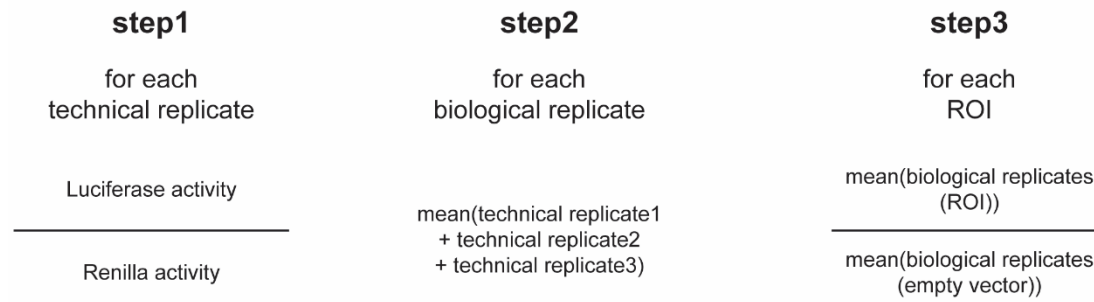 step1
for each
technical replicate
Luciferase activity
Renilla activity
step2
for each
biological replicate
mean(technical replicate1
+ technical replicate2
+ technical replicate3)
step3
for each
ROI
mean(biological replicates
(ROI))
mean(biological replicates
(empty vector))